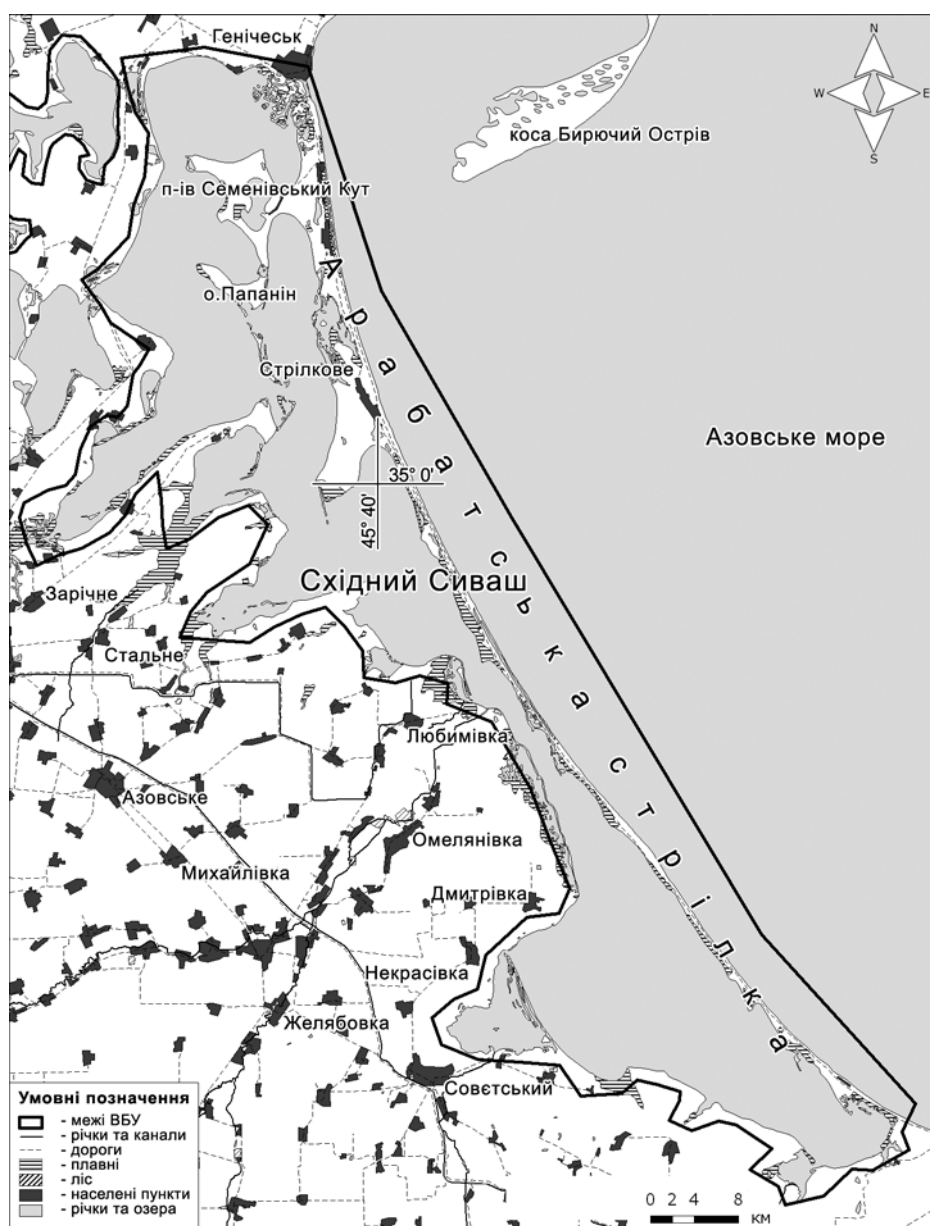 Генічеськ
N
W E
S
коса Бирючий Острів
п-ів Семенівський Кут
о.Папанін
Стрілкове
Азовське море
35° 0'
45° 40'
Східний Сиваш
Арабатська стрілка
Зарічне
Стальне
Любимівка
Азовське
Омелянівка
Михайлівка
Дмитрівка
Некрасівка
Желябовка
Совєтський
Умовні позначення
- межі ВБУ
- річки та канали
- дороги
- плавні
- ліс
- населені пункти
- річки та озера
0 2 4 8
КМ